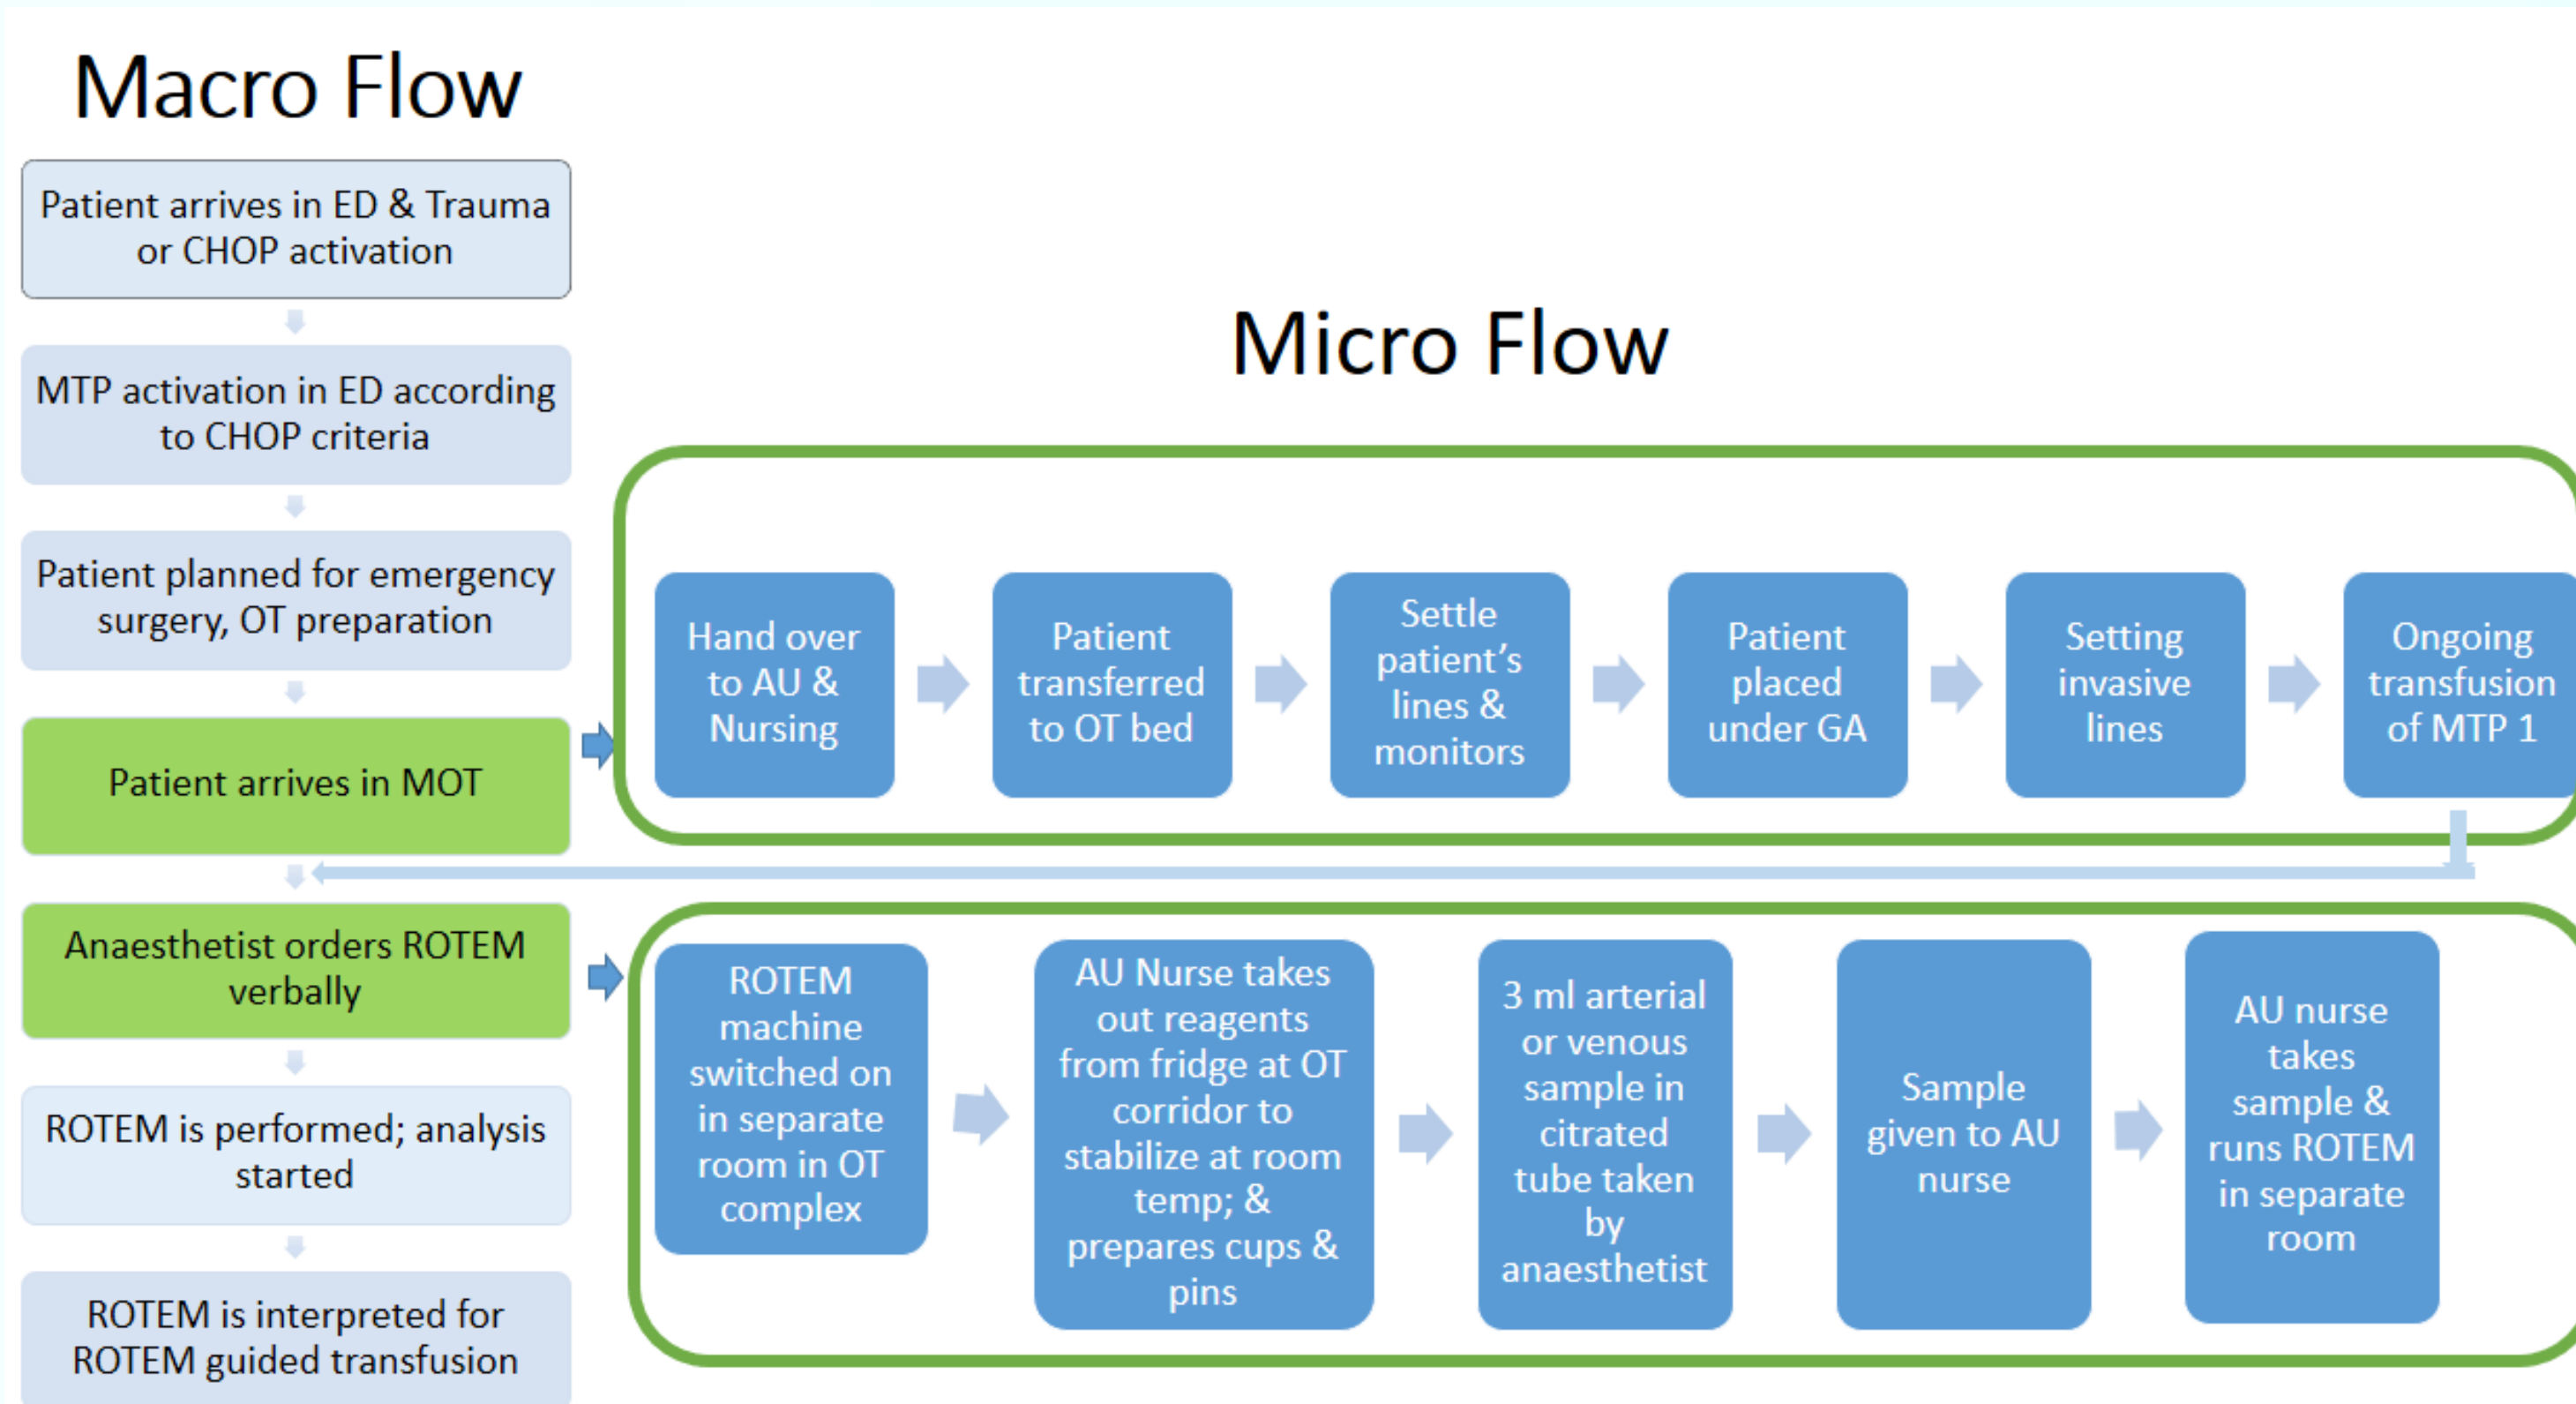 Macro Flow
Patient arrives in ED & Trauma
or CHOP activation
MTP activation in ED according
to CHOP criteria
Patient planned for emergency
surgery, OT preparation
Patient arrives in MOT
Anaesthetist orders ROTEM
verbally
ROTEM is performed; analysis
started
ROTEM is interpreted for
ROTEM guided transfusion
Micro Flow
Hand over
to AU &
Nursing
Patient
transferred
to OT bed
Settle
patient’s
lines &
monitors
Patient
placed
under GA
Setting
invasive
lines
Ongoing
transfusion
of MTP 1
ROTEM
machine
switched on
in separate
room in OT
complex
AU Nurse takes
out reagents
from fridge at OT
corridor to
stabilize at room
temp; &
prepares cups &
pins
3 ml arterial
or venous
sample in
citrated
tube taken
by
anaesthetist
Sample
given to AU
nurse
AU nurse
takes
sample &
runs ROTEM
in separate
room